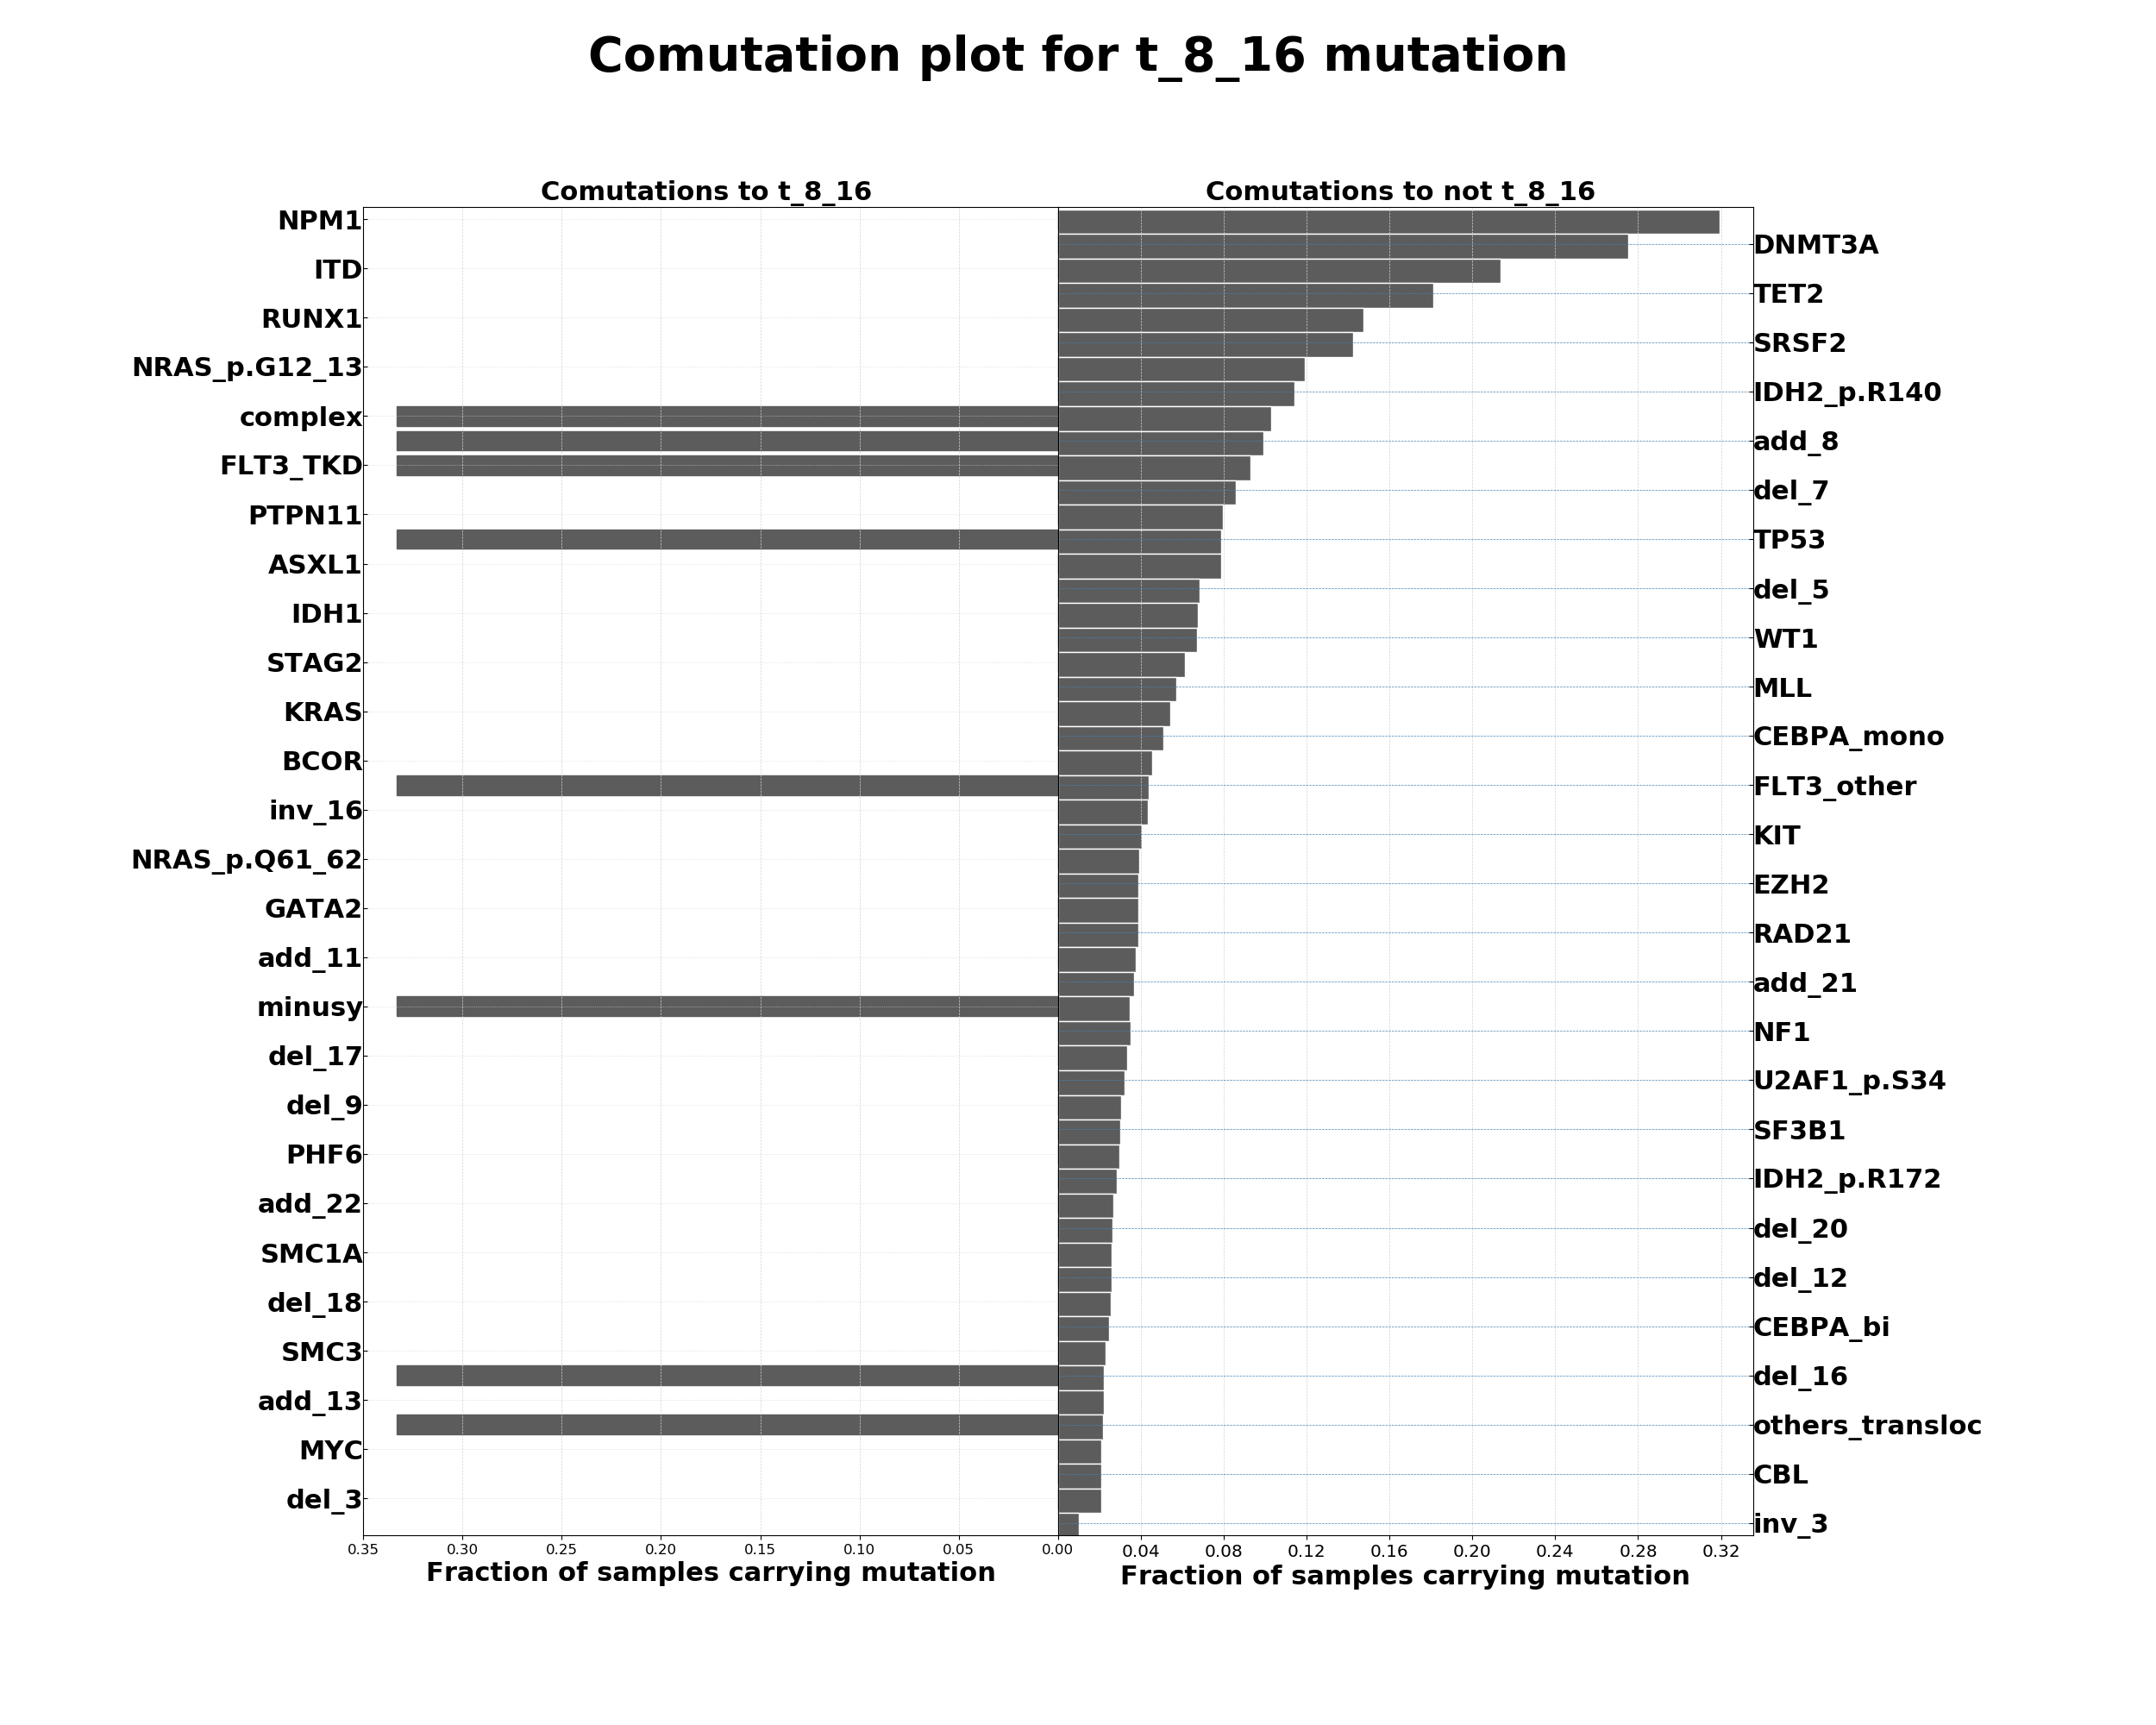 Comutation plot for t_8_16 mutation
Comutations to t_8_16
Comutations to not t_8_16
NPM1
DNMT3A
ITD
TET2
RUNX1
SRSF2
NRAS_p.G12_13
IDH2_p.R140
complex
add_8
FLT3_TKD
del_7
PTPN11
TP53
ASXL1
del_5
IDH1
WT1
STAG2
MLL
KRAS
CEBPA_mono
BCOR
FLT3_other
inv_16
KIT
NRAS_p.Q61_62
EZH2
GATA2
RAD21
add_11
add_21
minusy
NF1
del_17
U2AF1_p.S34
del_9
SF3B1
PHF6
IDH2_p.R172
add_22
del_20
SMC1A
del_12
del_18
CEBPA_bi
SMC3
del_16
add_13
others_transloc
MYC
CBL
del_3
inv_3
0.35 0.30 0.25 0.20 0.15 0.10 0.05 0.00 0.04 0.08 0.12 0.16 0.20 0.24 0.28 0.32
Fraction of samples carrying mutation
Fraction of samples carrying mutation